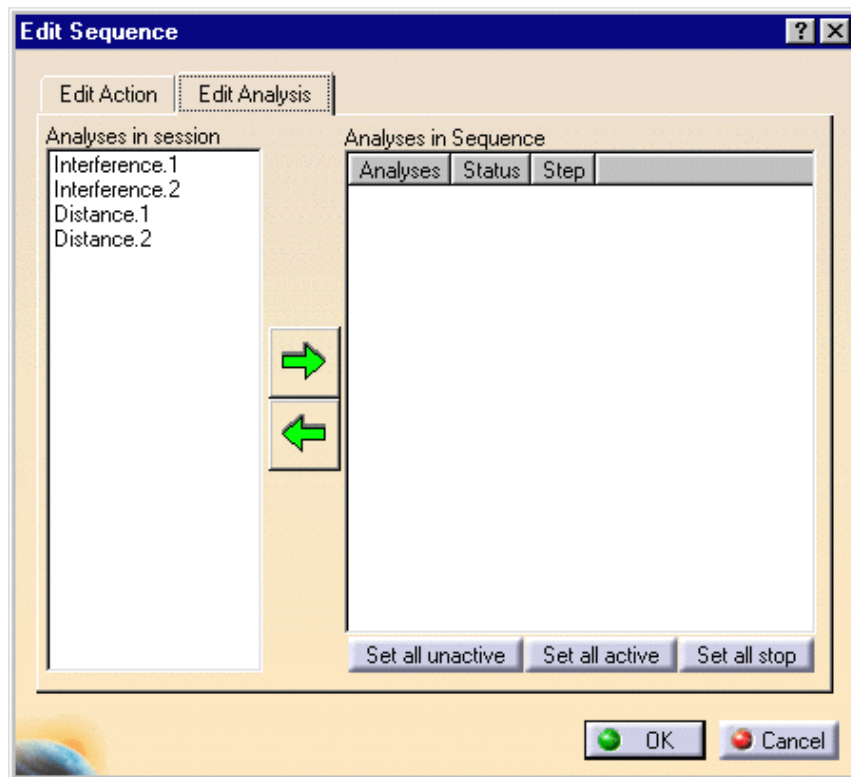 Edit Sequence
Edit Action Edit Analysis
Analyses in session
Interference.1
Interference.2
Distance.1
Distance.2
Analyses in Sequence
Analyses Status Step
Set all unactive Set all active Set all stop
OK Cancel